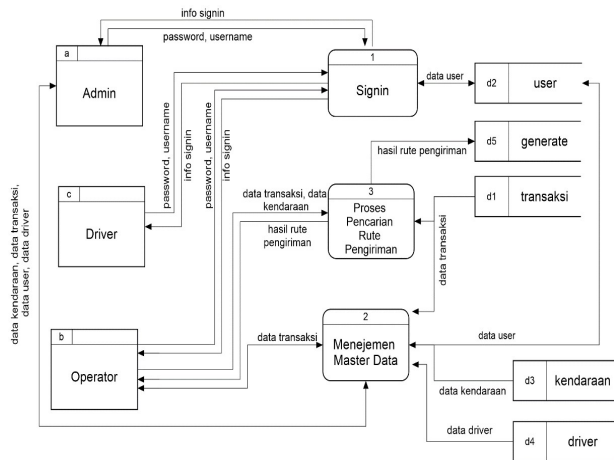 info signin
password, username
a
Admin
1
Signin
data user
d2
user
d5
generate
hasil rute pengiriman
password, username
info signin
password, username
info signin
c
Driver
data transaksi, data
kendaraan
hasil rute
pengiriman
3
Proses
Pencarian
Rute
Pengiriman
d1
transaksi
data transaksi
data kendaraan, data transaksi,
data user, data driver
b
Operator
data transaksi
2
Menejemen
Master Data
data user
d3
kendaraan
data kendaraan
data driver
d4
driver